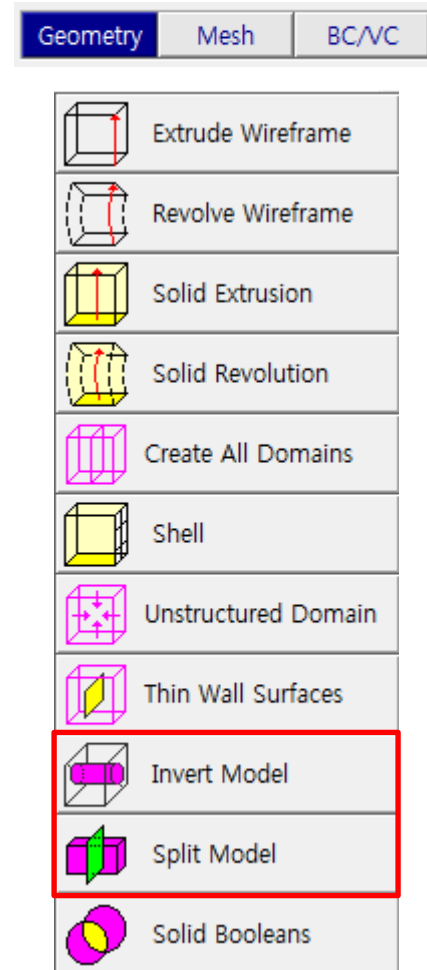 Geometry Mesh BC/VC
Extrude Wireframe
Revolve Wireframe
Solid Extrusion
Solid Revolution
Create All Domains
Shell
Unstructured Domain
Thin Wall Surfaces
Invert Model
Split Model
Solid Booleans